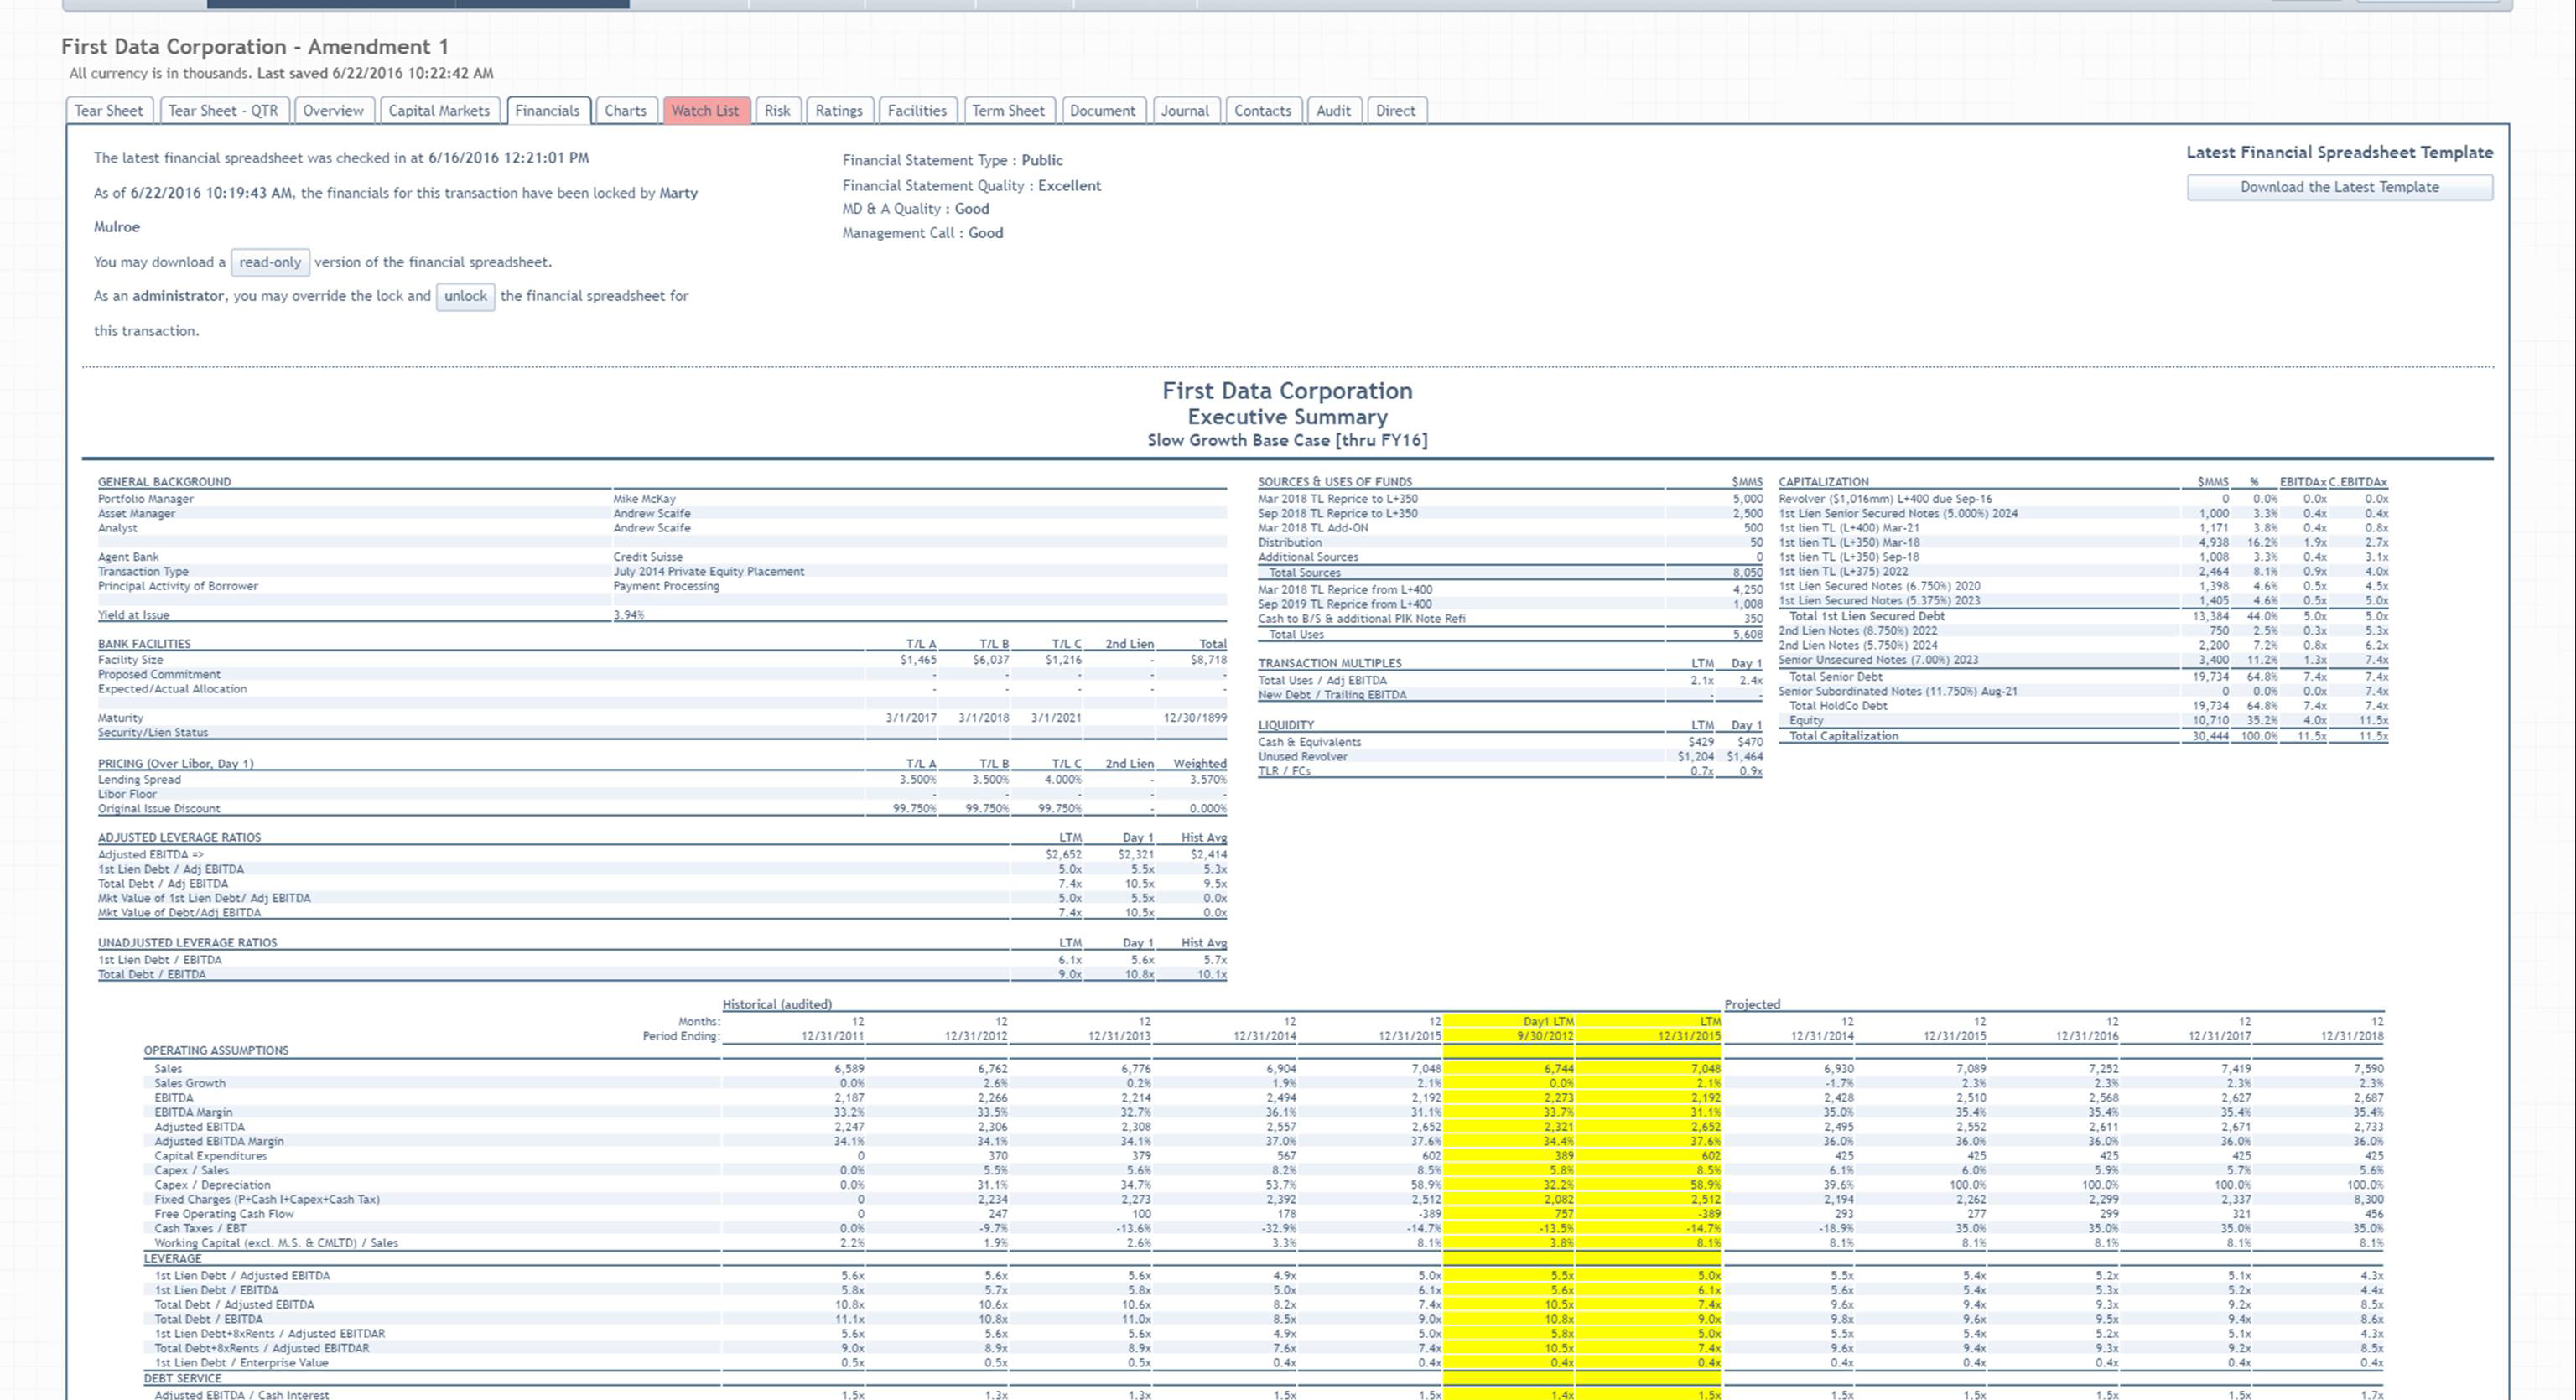 First Data Corporation - Amendment 1
All currency is in thousands. Last saved 6/22/2016 10:22:42 AM
Tear Sheet Tear Sheet - QTR Overview Capital Markets Financials Charts Watch List Risk Ratings Facilities Term Sheet Document Journal Contacts Audit Direct
The latest financial spreadsheet was checked in at 6/16/2016 12:21:01 PM
As of 6/22/2016 10:19:43 AM, the financials for this transaction have been locked by Marty
Mulroe
You may download a read-only version of the financial spreadsheet.
As an administrator, you may override the lock and unlock the financial spreadsheet for
this transaction.
Financial Statement Type : Public
Financial Statement Quality : Excellent
MD & A Quality : Good
Management Call : Good
Latest Financial Spreadsheet Template
Download the Latest Template
First Data Corporation
Executive Summary
Slow Growth Base Case [thru FY16]
GENERAL BACKGROUND
Portfolio Manager Mike McKay
Asset Manager Andrew Scaife
Analyst Andrew Scaife
Agent Bank Credit Suisse
Transaction Type July 2014 Private Equity Placement
Principal Activity of Borrower Payment Processing
Yield at Issue 3.94%
BANK FACILITIES T/L A T/L B T/L C 2nd Lien Total
Facility Size $1,465 $6,037 $1,216 - $8,718
Proposed Commitment - - - - -
Expected/Actual Allocation - - - - -
Maturity 3/1/2017 3/1/2018 3/1/2021 12/30/1899
Security/Lien Status
PRICING (Over Libor, Day 1) T/L A T/L B T/L C 2nd Lien Weighted
Lending Spread 3.500% 3.500% 4.000% - 3.570%
Libor Floor - - - - -
Original Issue Discount 99.750% 99.750% 99.750% - 0.000%
ADJUSTED LEVERAGE RATIOS LTM Day 1 Hist Avg
Adjusted EBITDA => $2,652 $2,321 $2,414
1st Lien Debt / Adj EBITDA 5.0x 5.5x 5.3x
Total Debt / Adj EBITDA 7.4x 10.5x 9.5x
Mkt Value of 1st Lien Debt/ Adj EBITDA 5.0x 5.5x 0.0x
Mkt Value of Debt/Adj EBITDA 7.4x 10.5x 0.0x
UNADJUSTED LEVERAGE RATIOS LTM Day 1 Hist Avg
1st Lien Debt / EBITDA 6.1x 5.6x 5.7x
Total Debt / EBITDA 9.0x 10.8x 10.1x
SOURCES & USES OF FUNDS $MMS
Mar 2018 TL Reprice to L+350 5,000
Sep 2018 TL Reprice to L+350 2,500
Mar 2018 TL Add-ON 500
Distribution 50
Additional Sources 0
Total Sources 8,050
Mar 2018 TL Reprice from L+400 4,250
Sep 2019 TL Reprice from L+400 1,008
Cash to B/S & additional PIK Note Refi 350
Total Uses 5,608
TRANSACTION MULTIPLES LTM Day 1
Total Uses / Adj EBITDA 2.1x 2.4x
New Debt / Trailing EBITDA - -
LIQUIDITY LTM Day 1
Cash & Equivalents $429 $470
Unused Revolver $1,204 $1,464
TLR / FCs 0.7x 0.9x
CAPITALIZATION $MMS % EBITDAx C.EBITDAx
Revolver ($1,016mm) L+400 due Sep-16 0 0.0% 0.0x 0.0x
1st Lien Senior Secured Notes (5.000%) 2024 1,000 3.3% 0.4x 0.4x
1st lien TL (L+400) Mar-21 1,171 3.8% 0.4x 0.8x
1st lien TL (L+350) Mar-18 4,938 16.2% 1.9x 2.7x
1st lien TL (L+350) Sep-18 1,008 3.3% 0.4x 3.1x
1st lien TL (L+375) 2022 2,464 8.1% 0.9x 4.0x
1st Lien Secured Notes (6.750%) 2020 1,398 4.6% 0.5x 4.5x
1st Lien Secured Notes (5.375%) 2023 1,405 4.6% 0.5x 5.0x
Total 1st Lien Secured Debt 13,384 44.0% 5.0x 5.0x
2nd Lien Notes (8.750%) 2022 750 2.5% 0.3x 5.3x
2nd Lien Notes (5.750%) 2024 2,200 7.2% 0.8x 6.2x
Senior Unsecured Notes (7.00%) 2023 3,400 11.2% 1.3x 7.4x
Total Senior Debt 19,734 64.8% 7.4x 7.4x
Senior Subordinated Notes (11.750%) Aug-21 0 0.0% 0.0x 7.4x
Total HoldCo Debt 19,734 64.8% 7.4x 7.4x
Equity 10,710 35.2% 4.0x 11.5x
Total Capitalization 30,444 100.0% 11.5x 11.5x
Historical (audited) Projected
Months: 12 12 12 12 12 Day1 LTM LTM 12 12 12 12 12
Period Ending: 12/31/2011 12/31/2012 12/31/2013 12/31/2014 12/31/2015 9/30/2012 12/31/2015 12/31/2014 12/31/2015 12/31/2016 12/31/2017 12/31/2018
OPERATING ASSUMPTIONS
Sales 6,589 6,762 6,776 6,904 7,048 6,744 7,048 6,930 7,089 7,252 7,419 7,590
Sales Growth 0.0% 2.6% 0.2% 1.9% 2.1% 0.0% 2.1% -1.7% 2.3% 2.3% 2.3% 2.3%
EBITDA 2,187 2,266 2,214 2,494 2,192 2,273 2,192 2,428 2,510 2,568 2,627 2,687
EBITDA Margin 33.2% 33.5% 32.7% 36.1% 31.1% 33.7% 31.1% 35.0% 35.4% 35.4% 35.4% 35.4%
Adjusted EBITDA 2,247 2,306 2,308 2,557 2,652 2,321 2,652 2,495 2,552 2,611 2,671 2,733
Adjusted EBITDA Margin 34.1% 34.1% 34.1% 37.0% 37.6% 34.4% 37.6% 36.0% 36.0% 36.0% 36.0% 36.0%
Capital Expenditures 0 370 379 567 602 389 602 425 425 425 425 425
Capex / Sales 0.0% 5.5% 5.6% 8.2% 8.5% 5.8% 8.5% 6.1% 6.0% 5.9% 5.7% 5.6%
Capex / Depreciation 0.0% 31.1% 34.7% 53.7% 58.9% 32.2% 58.9% 39.6% 100.0% 100.0% 100.0% 100.0%
Fixed Charges (P+Cash I+Capex+Cash Tax) 0 2,234 2,273 2,392 2,512 2,082 2,512 2,194 2,262 2,299 2,337 8,300
Free Operating Cash Flow 0 247 100 178 -389 757 -389 293 277 299 321 456
Cash Taxes / EBT 0.0% -9.7% -13.6% -32.9% -14.7% -13.5% -14.7% -18.9% 35.0% 35.0% 35.0% 35.0%
Working Capital (excl. M.S. & CMLTD) / Sales 2.2% 1.9% 2.6% 3.3% 8.1% 3.8% 8.1% 8.1% 8.1% 8.1% 8.1% 8.1%
LEVERAGE
1st Lien Debt / Adjusted EBITDA 5.6x 5.6x 5.6x 4.9x 5.0x 5.5x 5.0x 5.5x 5.4x 5.2x 5.1x 4.3x
1st Lien Debt / EBITDA 5.8x 5.7x 5.8x 5.0x 6.1x 5.6x 6.1x 5.6x 5.4x 5.3x 5.2x 4.4x
Total Debt / Adjusted EBITDA 10.8x 10.6x 10.6x 8.2x 7.4x 10.5x 7.4x 9.6x 9.4x 9.3x 9.2x 8.5x
Total Debt / EBITDA 11.1x 10.8x 11.0x 8.5x 9.0x 10.8x 9.0x 9.8x 9.6x 9.5x 9.4x 8.6x
1st Lien Debt+8xRents / Adjusted EBITDAR 5.6x 5.6x 5.6x 4.9x 5.0x 5.8x 5.0x 5.5x 5.4x 5.2x 5.1x 4.3x
Total Debt+8xRents / Adjusted EBITDAR 9.0x 8.9x 8.9x 7.6x 7.4x 10.5x 7.4x 9.6x 9.4x 9.3x 9.2x 8.5x
1st Lien Debt / Enterprise Value 0.5x 0.5x 0.5x 0.4x 0.4x 0.4x 0.4x 0.4x 0.4x 0.4x 0.4x 0.4x
DEBT SERVICE
Adjusted EBITDA / Cash Interest 1.5x 1.3x 1.3x 1.5x 1.5x 1.4x 1.5x 1.5x 1.5x 1.5x 1.5x 1.7x